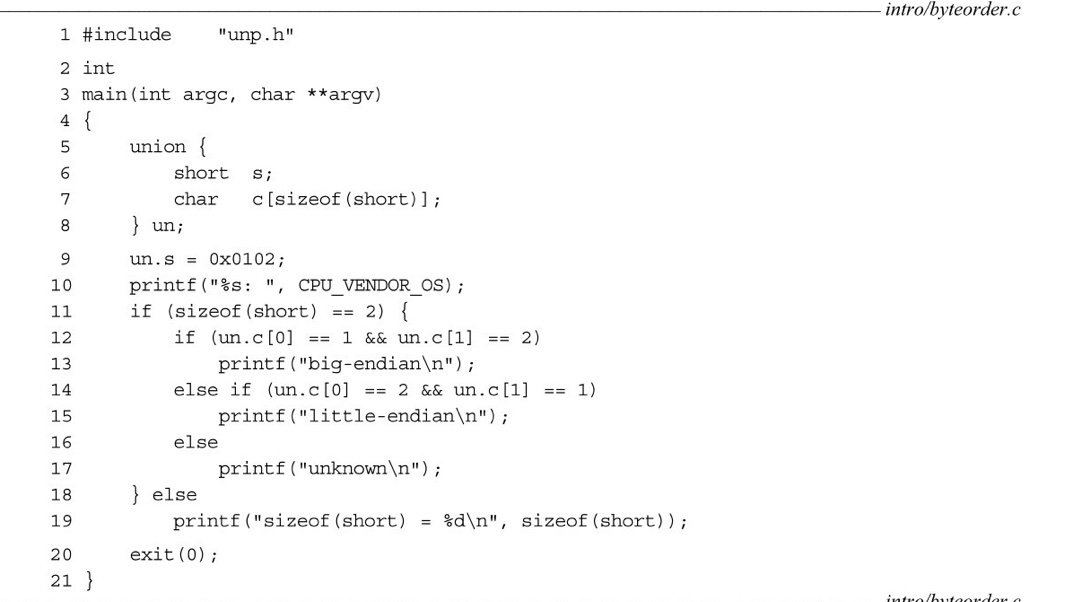 intro/byteorder.c
1 #include    "unp.h"
2 int
3 main(int argc, char **argv)
4 {
5     union {
6         short  s;
7         char   c[sizeof(short)];
8     } un;
9     un.s = 0x0102;
10     printf("%s: ", CPU_VENDOR_OS);
11     if (sizeof(short) == 2) {
12         if (un.c[0] == 1 && un.c[1] == 2)
13             printf("big-endian\n");
14         else if (un.c[0] == 2 && un.c[1] == 1)
15             printf("little-endian\n");
16         else
17             printf("unknown\n");
18     } else
19         printf("sizeof(short) = %d\n", sizeof(short));
20     exit(0);
21 }
intro/byteorder.c